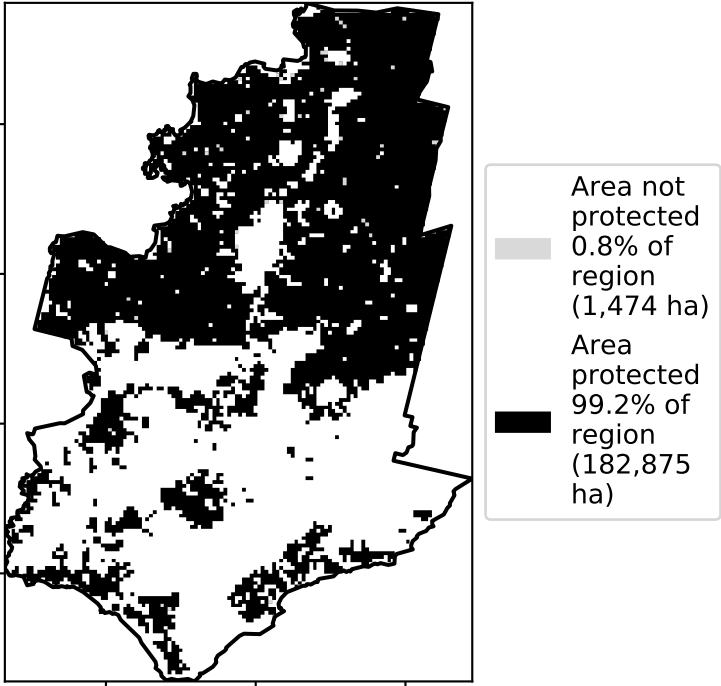 Area not
protected
0.8% of
region
(1,474 ha)
Area
protected
99.2% of
region
(182,875
ha)